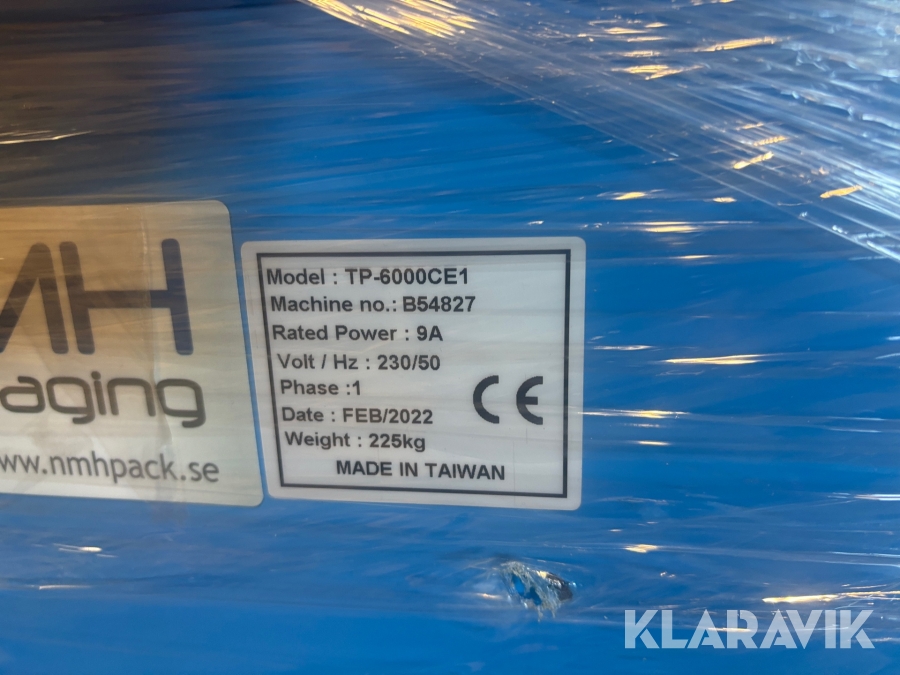 MH
aging
www.nmhpack.se
Model : TP-6000CE1
Machine no.: B54827
Rated Power : 9A
Volt / Hz : 230/50
Phase :1
Date : FEB/2022
Weight : 225kg
CE
MADE IN TAIWAN
KLARAVIK